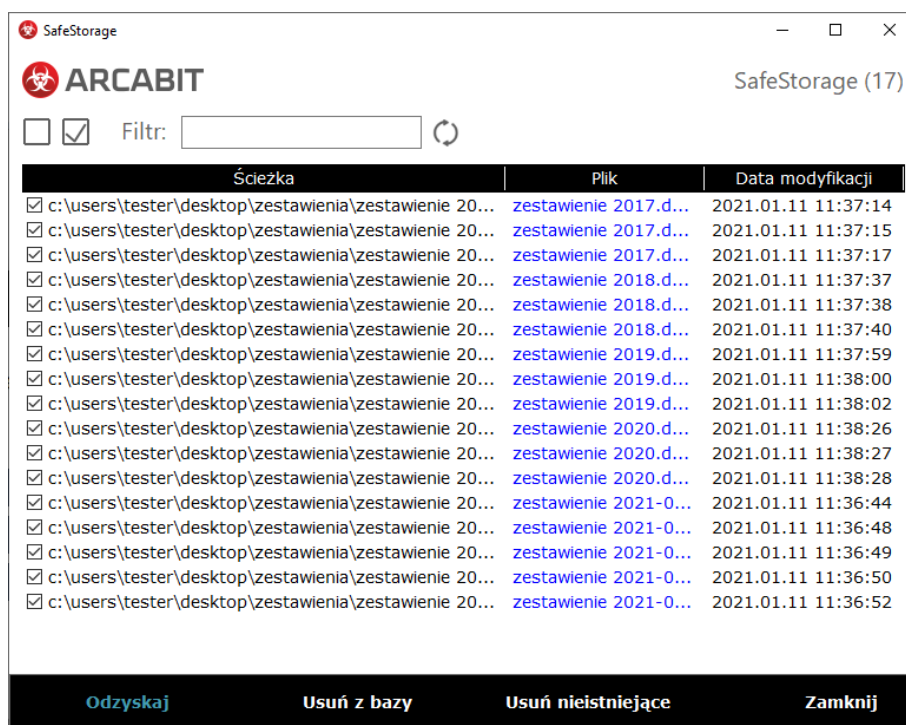 SafeStorage
ARCABIT
SafeStorage (17)
Filtr:
Ścieżka Plik Data modyfikacji
c:\users\tester\desktop\zestawienia\zestawienie 20... zestawienie 2017.d... 2021.01.11 11:37:14
c:\users\tester\desktop\zestawienia\zestawienie 20... zestawienie 2017.d... 2021.01.11 11:37:15
c:\users\tester\desktop\zestawienia\zestawienie 20... zestawienie 2017.d... 2021.01.11 11:37:17
c:\users\tester\desktop\zestawienia\zestawienie 20... zestawienie 2018.d... 2021.01.11 11:37:37
c:\users\tester\desktop\zestawienia\zestawienie 20... zestawienie 2018.d... 2021.01.11 11:37:38
c:\users\tester\desktop\zestawienia\zestawienie 20... zestawienie 2018.d... 2021.01.11 11:37:40
c:\users\tester\desktop\zestawienia\zestawienie 20... zestawienie 2019.d... 2021.01.11 11:37:59
c:\users\tester\desktop\zestawienia\zestawienie 20... zestawienie 2019.d... 2021.01.11 11:38:00
c:\users\tester\desktop\zestawienia\zestawienie 20... zestawienie 2019.d... 2021.01.11 11:38:02
c:\users\tester\desktop\zestawienia\zestawienie 20... zestawienie 2020.d... 2021.01.11 11:38:26
c:\users\tester\desktop\zestawienia\zestawienie 20... zestawienie 2020.d... 2021.01.11 11:38:27
c:\users\tester\desktop\zestawienia\zestawienie 20... zestawienie 2020.d... 2021.01.11 11:38:28
c:\users\tester\desktop\zestawienia\zestawienie 20... zestawienie 2021-0... 2021.01.11 11:36:44
c:\users\tester\desktop\zestawienia\zestawienie 20... zestawienie 2021-0... 2021.01.11 11:36:48
c:\users\tester\desktop\zestawienia\zestawienie 20... zestawienie 2021-0... 2021.01.11 11:36:49
c:\users\tester\desktop\zestawienia\zestawienie 20... zestawienie 2021-0... 2021.01.11 11:36:50
c:\users\tester\desktop\zestawienia\zestawienie 20... zestawienie 2021-0... 2021.01.11 11:36:52
Odzyskaj Usuń z bazy Usuń nieistniejące Zamknij